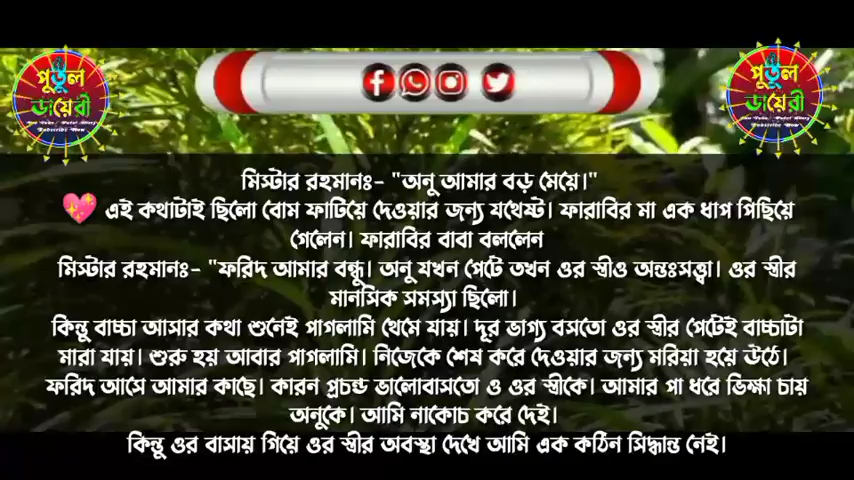 পুতুল
ডায়েরী
পুতুল
ডায়েরী
মিস্টার রহমানঃ- "অনু আমার বড় মেয়ে।"
💖 এই কথাটাই ছিলো বোম ফাটিয়ে দেওয়ার জন্য যথেষ্ট। ফারাবির মা এক ধাপ পিছিয়ে
গেলেন। ফারাবির বাবা বললেন
মিস্টার রহমানঃ- "ফরিদ আমার বন্ধু। অনু যখন পেটে তখন ওর স্ত্রীও অন্তঃসত্ত্বা। ওর স্ত্রীর
মানসিক সমস্যা ছিলো।
কিন্তু বাচ্চা আসার কথা শুনেই পাগলামি থেমে যায়। দূর ভাগ্য বসতো ওর স্ত্রীর পেটেই বাচ্চাটা
মারা যায়। শুরু হয় আবার পাগলামি। নিজেকে শেষ করে দেওয়ার জন্য মরিয়া হয়ে উঠে।
ফরিদ আসে আমার কাছে। কারন প্রচন্ড ভালোবাসতো ও ওর স্ত্রীকে। আমার পা ধরে ভিক্ষা চায়
অনুকে। আমি নাকোচ করে দেই।
কিন্তু ওর বাসায় গিয়ে ওর স্ত্রীর অবস্থা দেখে আমি এক কঠিন সিদ্ধান্ত নেই।